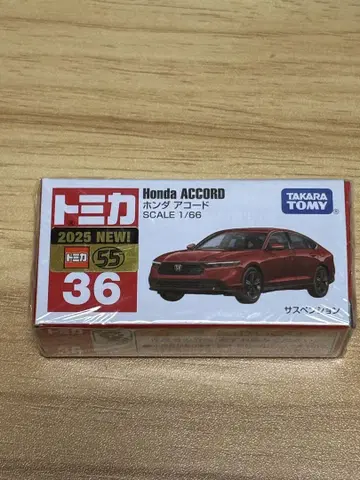 トミカ
2025 NEW!
トミカ 55
36
Honda ACCORD
ホンダ アコード
SCALE 1/66
TAKARA
TOMY
サスペンション